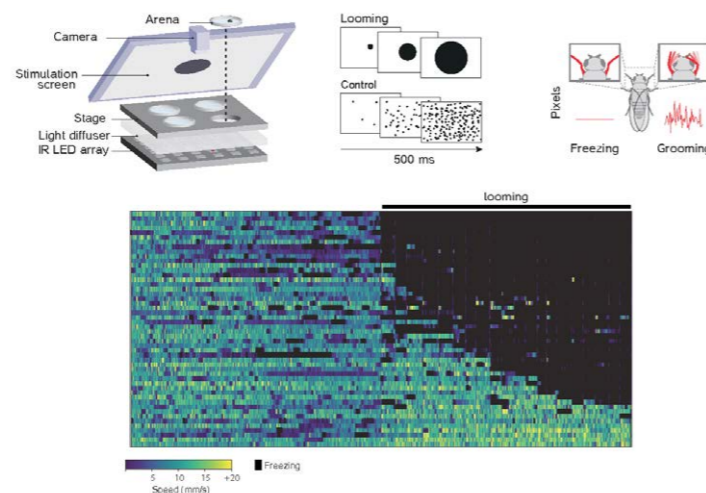 Arena
Camera
Stimulation
screen
Stage
Light diffuser
IR LED array
Looming
Control
500 ms
Pixels
Freezing
Grooming
looming
5
10
15
+20
Speed (mm/s)
Freezing